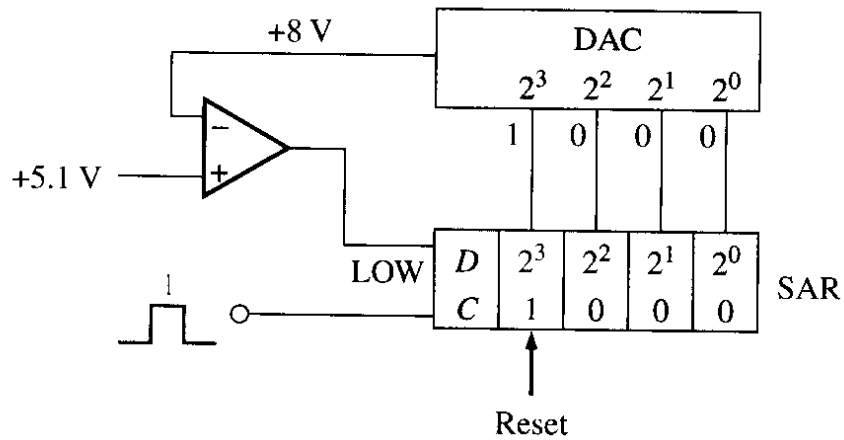 +8 V
DAC
2³ 2² 2¹ 2⁰
1 0 0 0
−
+5.1 V +
LOW D 2³ 2² 2¹ 2⁰
1 C 1 0 0 0 SAR
Reset